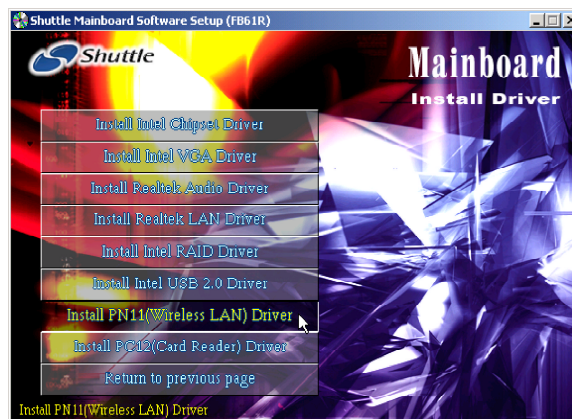 Shuttle Mainboard Software Setup (FB61R)
Shuttle
Mainboard
Install Driver
Install Intel Chipset Driver
Install Intel VGA Driver
Install Realtek Audio Driver
Install Realtek LAN Driver
Install Intel RAID Driver
Install Intel USB 2.0 Driver
Install PN11(Wireless LAN) Driver
Install PC12(Card Reader) Driver
Return to previous page
Install PN11(Wireless LAN) Driver